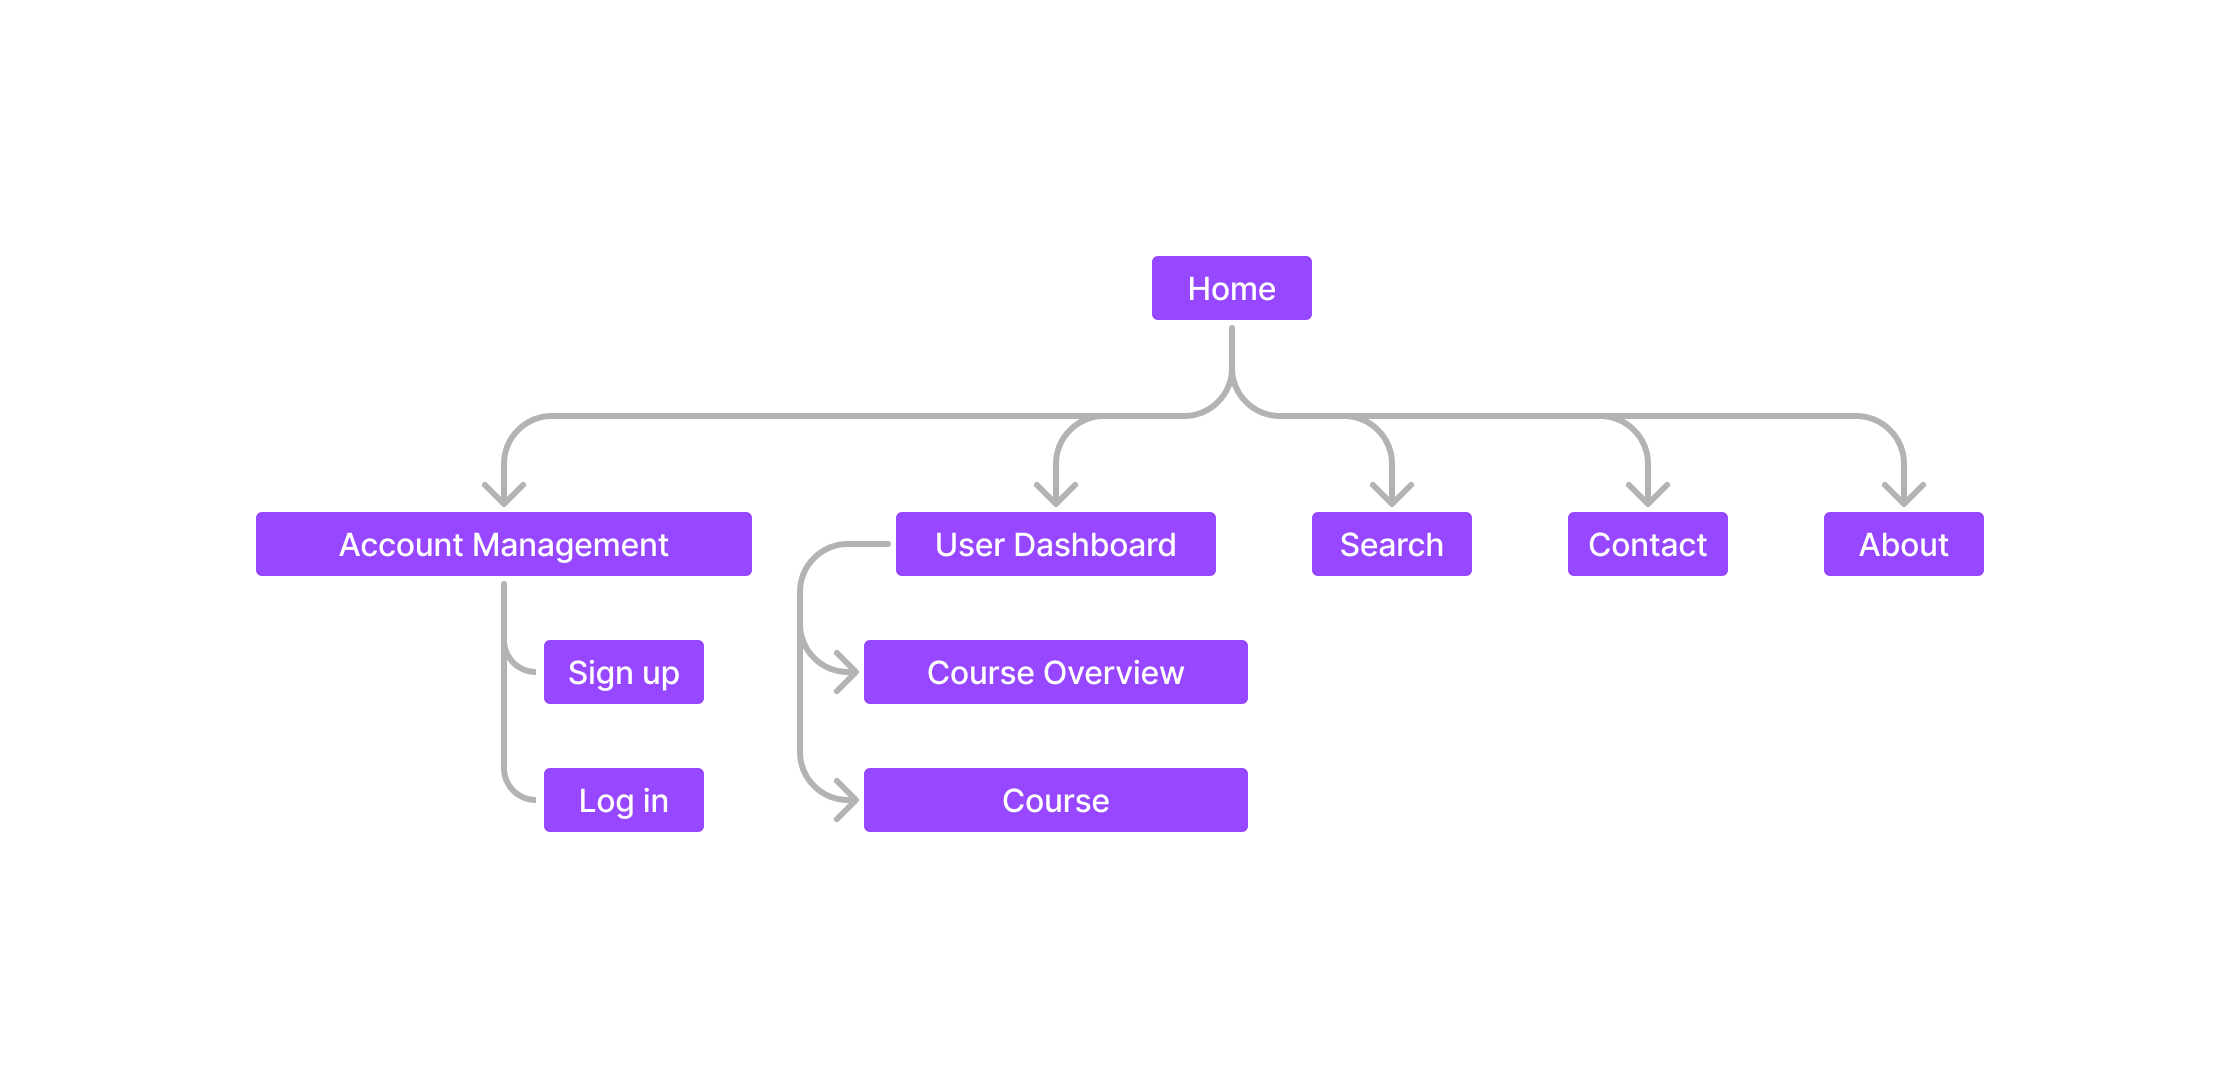 Home
Account Management
User Dashboard
Search
Contact
About
Sign up
Course Overview
Log in
Course